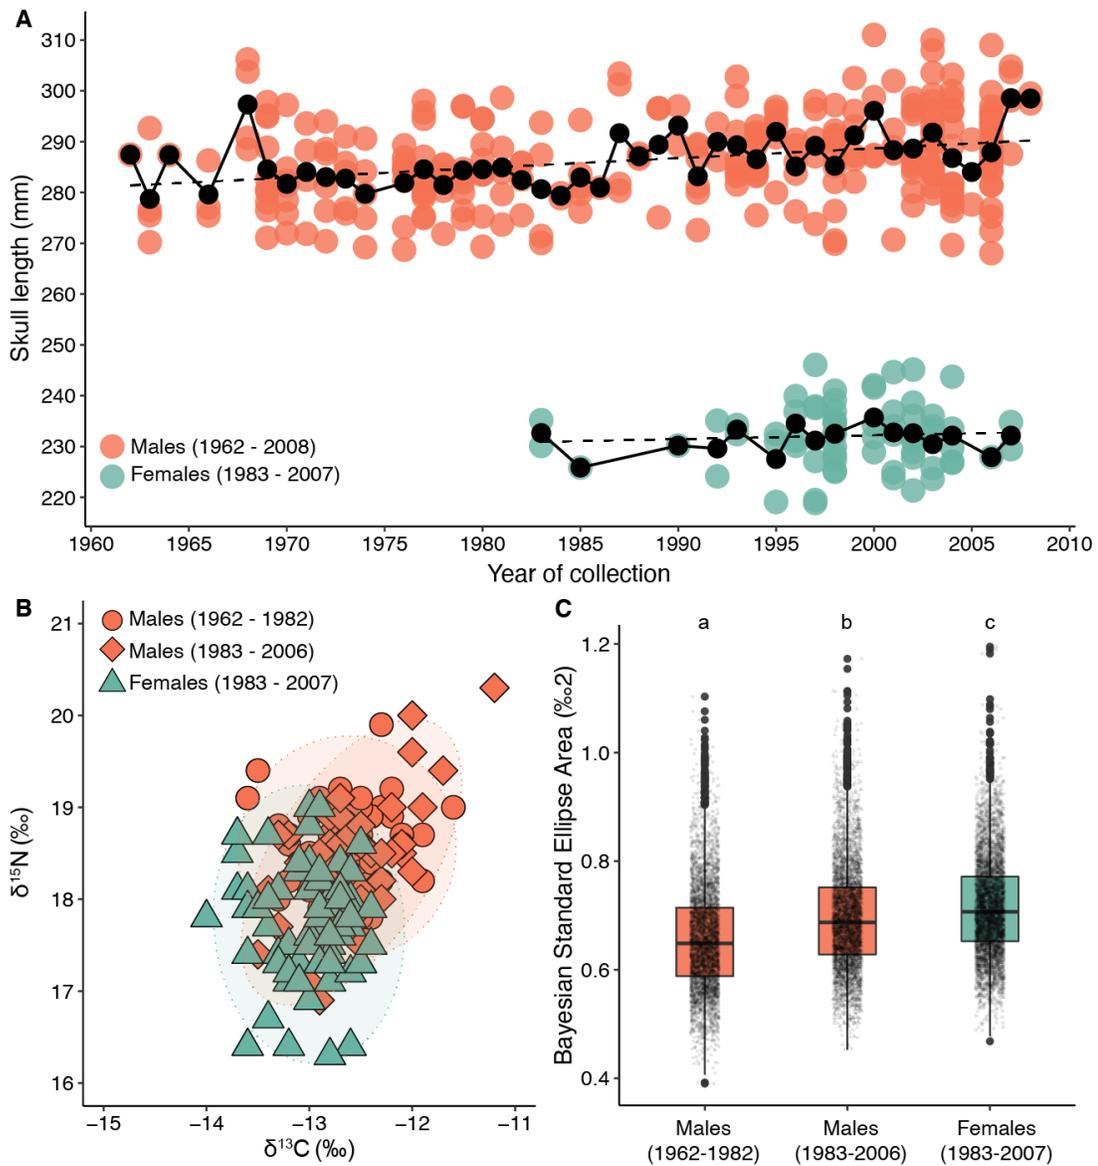 A
Skull length (mm)
310
300
290
280
270
260
250
240
230
220
Males (1962 - 2008)
Females (1983 - 2007)
1960 1965 1970 1975 1980 1985 1990 1995 2000 2005 2010
Year of collection
B
δ15N (‰)
21
20
19
18
17
16
Males (1962 - 1982)
Males (1983 - 2006)
Females (1983 - 2007)
−15 −14 −13 −12 −11
δ13C (‰)
C
Bayesian Standard Ellipse Area (‰2)
a b c
1.2
1.0
0.8
0.6
0.4
Males Males Females
(1962-1982) (1983-2006) (1983-2007)